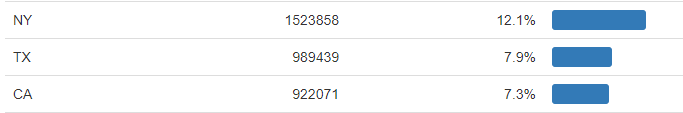 NY 1523858 12.1%
TX 989439 7.9%
CA 922071 7.3%